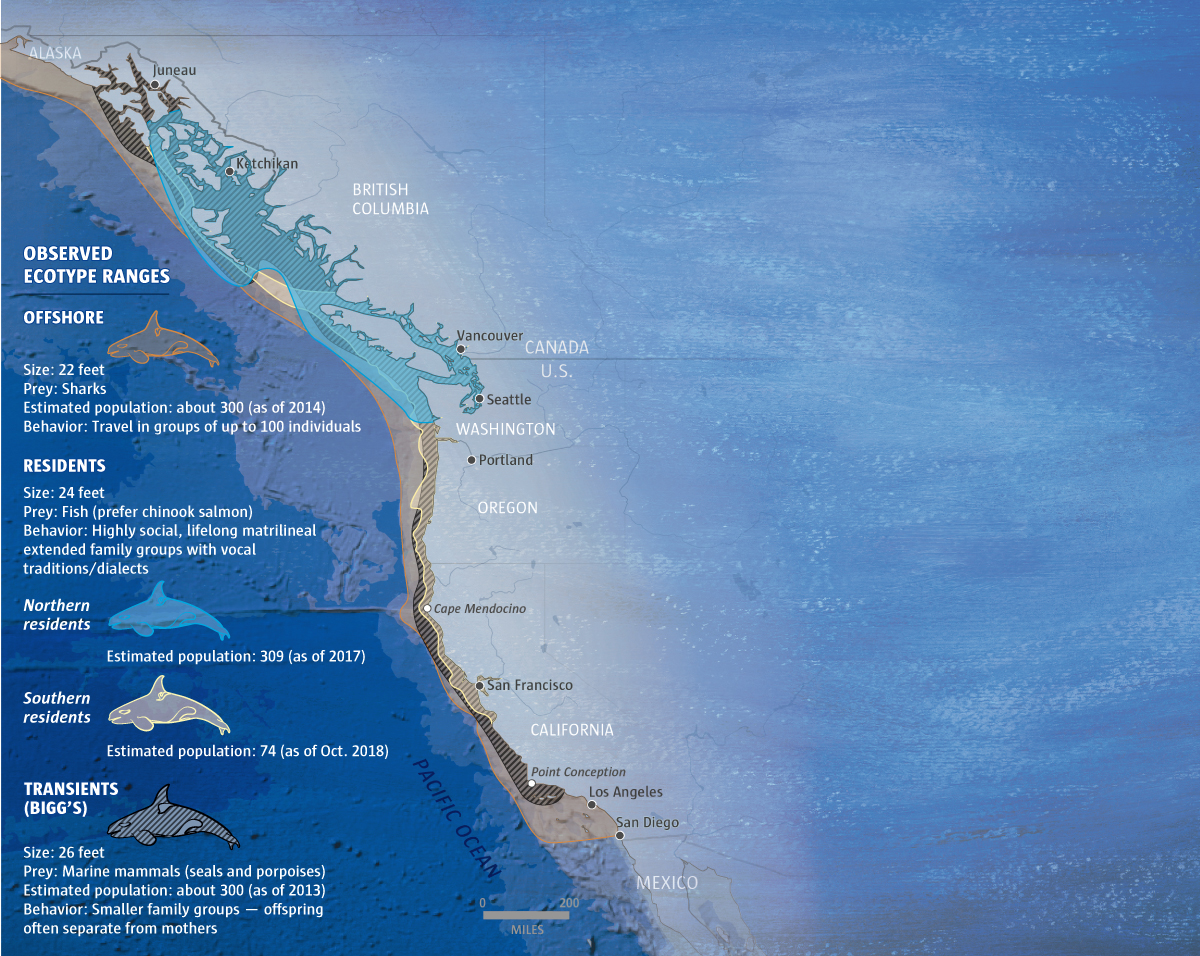 ALASKA
Juneau
Ketchikan
BRITISH
COLUMBIA
OBSERVED
ECOTYPE RANGES
OFFSHORE
Size: 22 feet
Prey: Sharks
Estimated population: about 300 (as of 2014)
Behavior: Travel in groups of up to 100 individuals
RESIDENTS
Size: 24 feet
Prey: Fish (prefer chinook salmon)
Behavior: Highly social, lifelong matrilineal
extended family groups with vocal
traditions/dialects
Northern
residents
Estimated population: 309 (as of 2017)
Southern
residents
Estimated population: 74 (as of Oct. 2018)
TRANSIENTS
(BIGG'S)
Size: 26 feet
Prey: Marine mammals (seals and porpoises)
Estimated population: about 300 (as of 2013)
Behavior: Smaller family groups — offspring
often separate from mothers
Vancouver
CANADA
U.S.
Seattle
WASHINGTON
Portland
OREGON
Cape Mendocino
San Francisco
CALIFORNIA
Point Conception
Los Angeles
San Diego
PACIFIC OCEAN
MEXICO
0 200
MILES